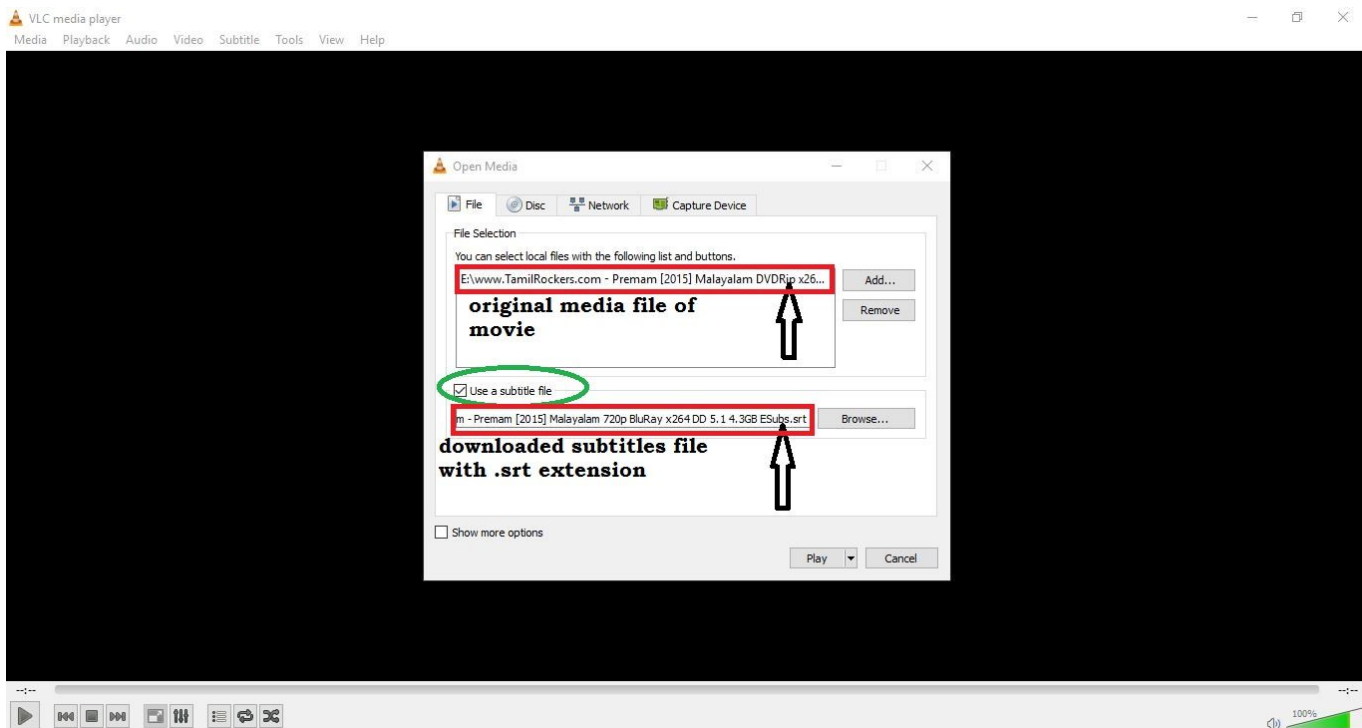 VLC media player
Media Playback Audio Video Subtitle Tools View Help
Open Media
File Disc Network Capture Device
File Selection
You can select local files with the following list and buttons.
E:\www.TamilRockers.com - Premam [2015] Malayalam DVDRip x26...
Add...
original media file of
movie
Remove
Use a subtitle file
m - Premam [2015] Malayalam 720p BluRay x264 DD 5.1 4.3GB ESubs.srt
Browse...
downloaded subtitles file
with .srt extension
Show more options
Play Cancel
--:-- --:--
100%